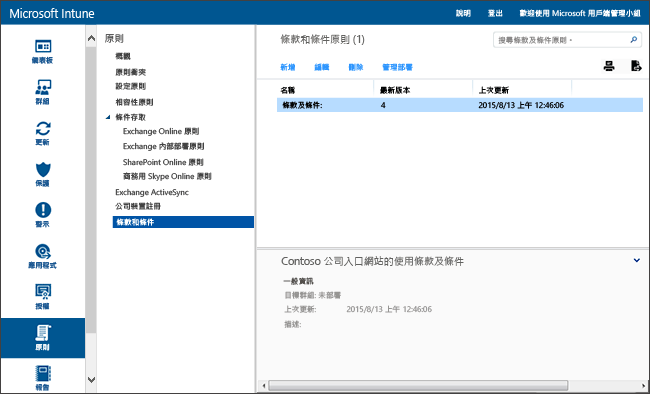 Microsoft Intune
說明 登出 歡迎使用 Microsoft 用戶端管理小組
儀表板
群組
更新
保護
警示
應用程式
授權
原則
報告
原則
概觀
原則衝突
設定原則
相容性原則
條件存取
Exchange Online 原則
Exchange 內部部署原則
SharePoint Online 原則
商務用 Skype Online 原則
Exchange ActiveSync
公司裝置註冊
條款和條件
條款和條件原則 (1)
搜尋條款及條件原則
新增 編輯 刪除 管理部署
名稱 最新版本 上次更新
條款及條件: 4 2015/8/13 上午 12:46:06
Contoso 公司入口網站的使用條款及條件
一般資訊
目標群組: 未部署
上次更新: 2015/8/13 上午 12:46:06
描述: